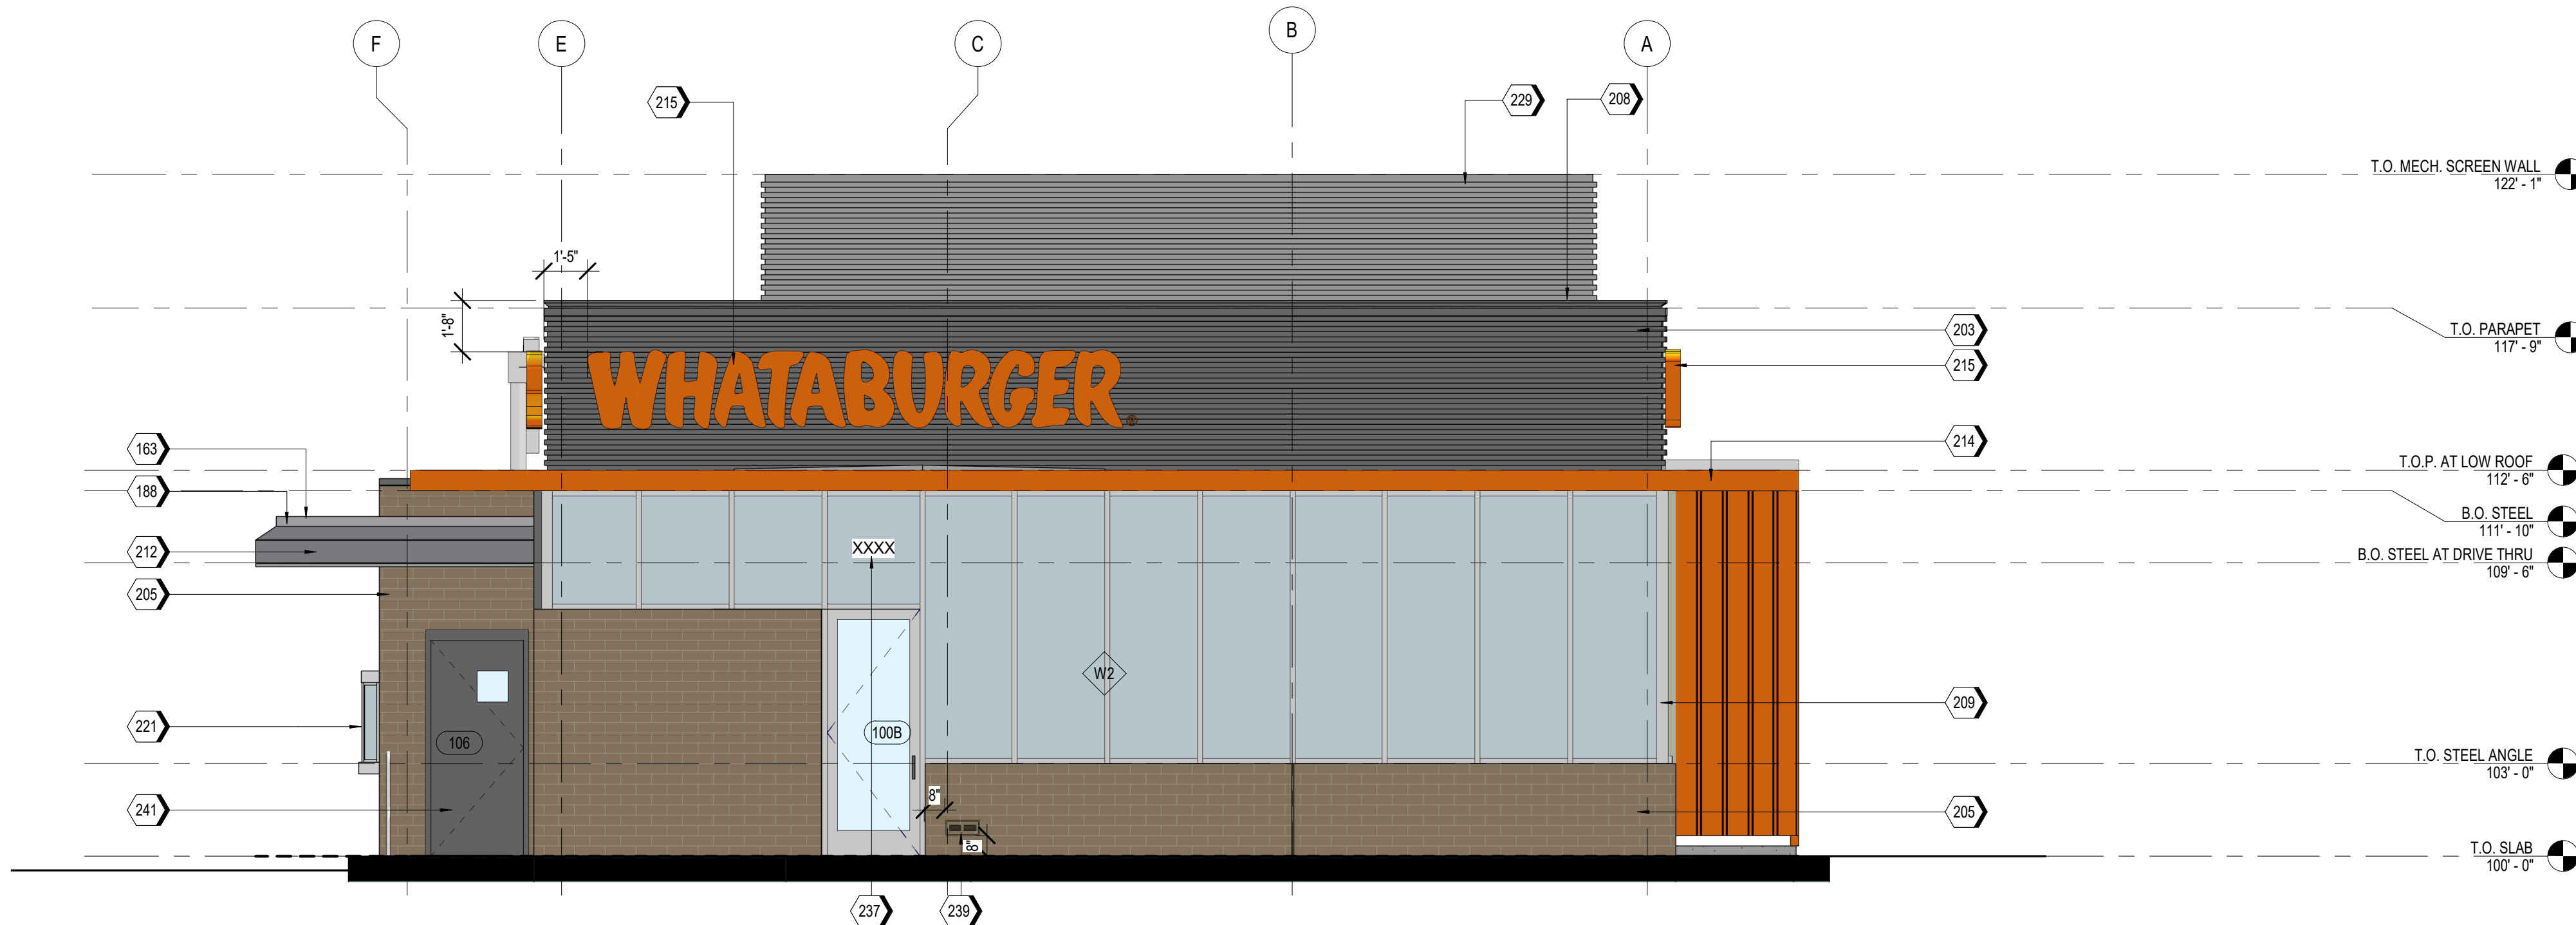 F
E
C
B
A
215
229
208
T.O. MECH. SCREEN WALL
122' - 1"
1'-5"
1'-8"
T.O. PARAPET
117' - 9"
203
215
WHATABURGER®
163
214
T.O.P. AT LOW ROOF
112' - 6"
188
B.O. STEEL
111' - 10"
212
XXXX
B.O. STEEL AT DRIVE THRU
109' - 6"
205
W2
209
221
106
100B
T.O. STEEL ANGLE
103' - 0"
241
8"
205
8"
T.O. SLAB
100' - 0"
237
239